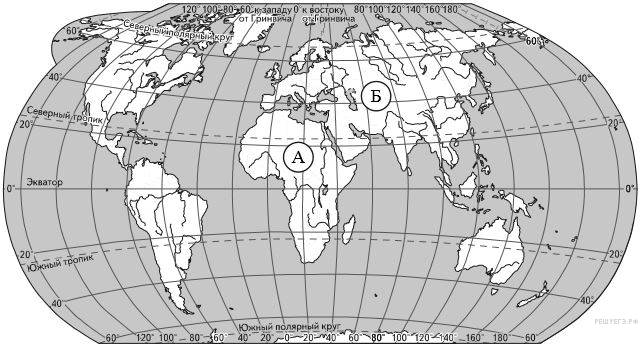 120° 100° 80° 60° к западу 0° к востоку 80° 100° 120° 140° 160° 180°
от Гринвича от Гринвича
Северный полярный круг
60° 60°
40° 40°
Б
Северный тропик
20° 20°
А
Экватор
0° 0°
20° 20°
Южный тропик
40° 40°
Южный полярный круг
60° 120° 100° 80° 60° 40° 20° 0° 20° 40° 60° 80° 100° 120° 140° 160° 60°
РЕШУЕГЭ.РФ